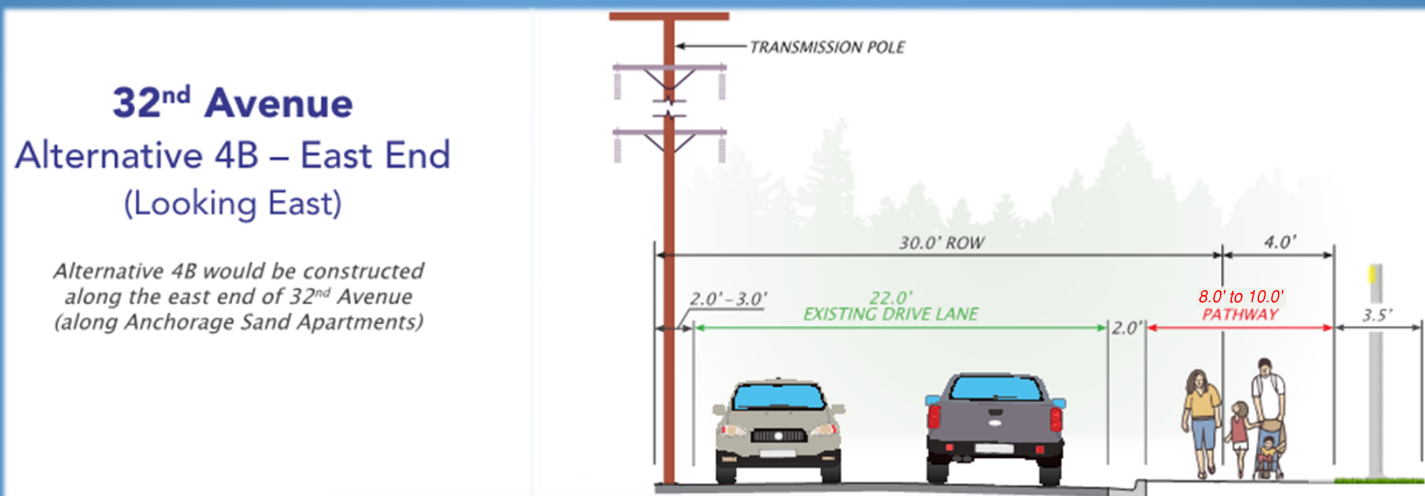 32nd Avenue
Alternative 4B – East End
(Looking East)
Alternative 4B would be constructed
along the east end of 32nd Avenue
(along Anchorage Sand Apartments)
TRANSMISSION POLE
30.0' ROW
4.0'
2.0' – 3.0'
22.0'
EXISTING DRIVE LANE
2.0'
8.0' to 10.0'
PATHWAY
3.5'